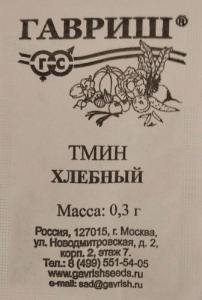 ГАВРИШ®
Г-Э
ТМИН
ХЛЕБНЫЙ
Масса: 0,3 г
Россия, 127015, г. Москва,
ул. Новодмитровская, д. 2,
корп. 2, этаж 7.
Тел.: 8 (499) 551-54-05
www.gavrishseeds.ru
e-mail: sad@gavrish.ru